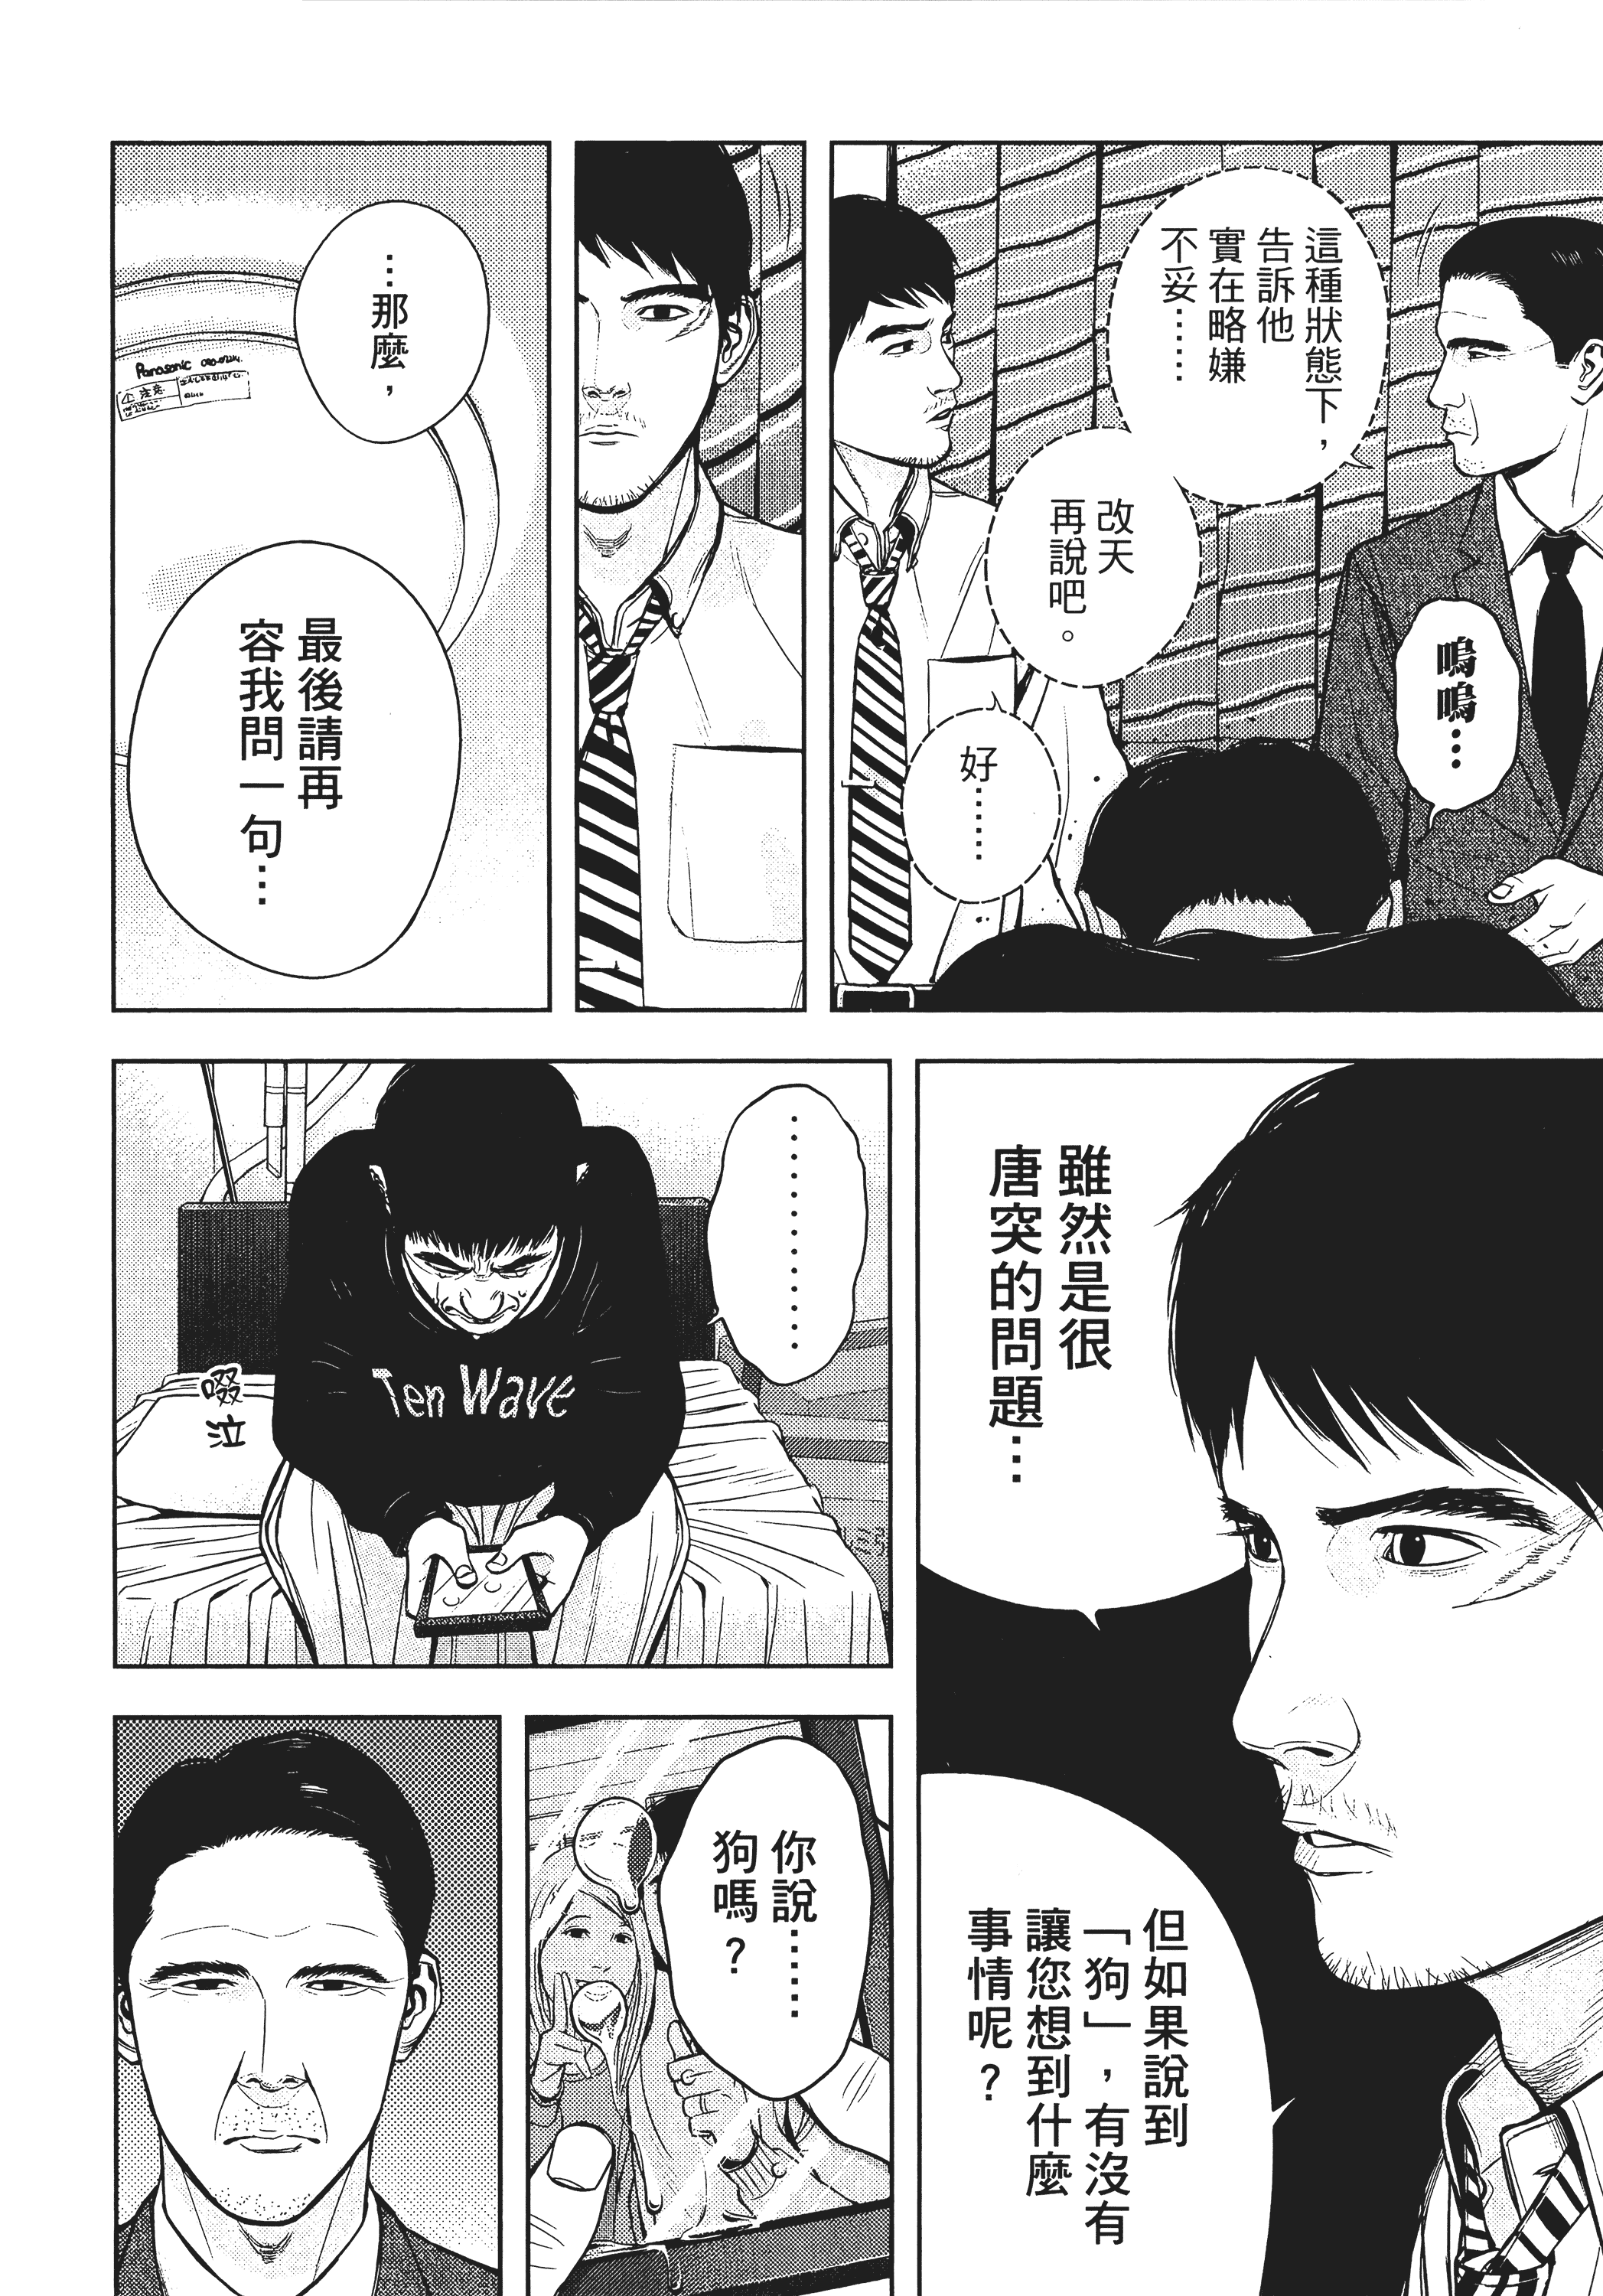 這種狀態下，
告訴他
實在略嫌
不妥……
改天
再說吧。
嗚嗚…
好……
…那麼，
最後請再
容我問一句…
Panasonic
注意
雖然是很
唐突的問題…
但如果說到
「狗」，有沒有
讓您想到什麼
事情呢？
…………
啜
泣
Ten Wave
你說……
狗嗎？